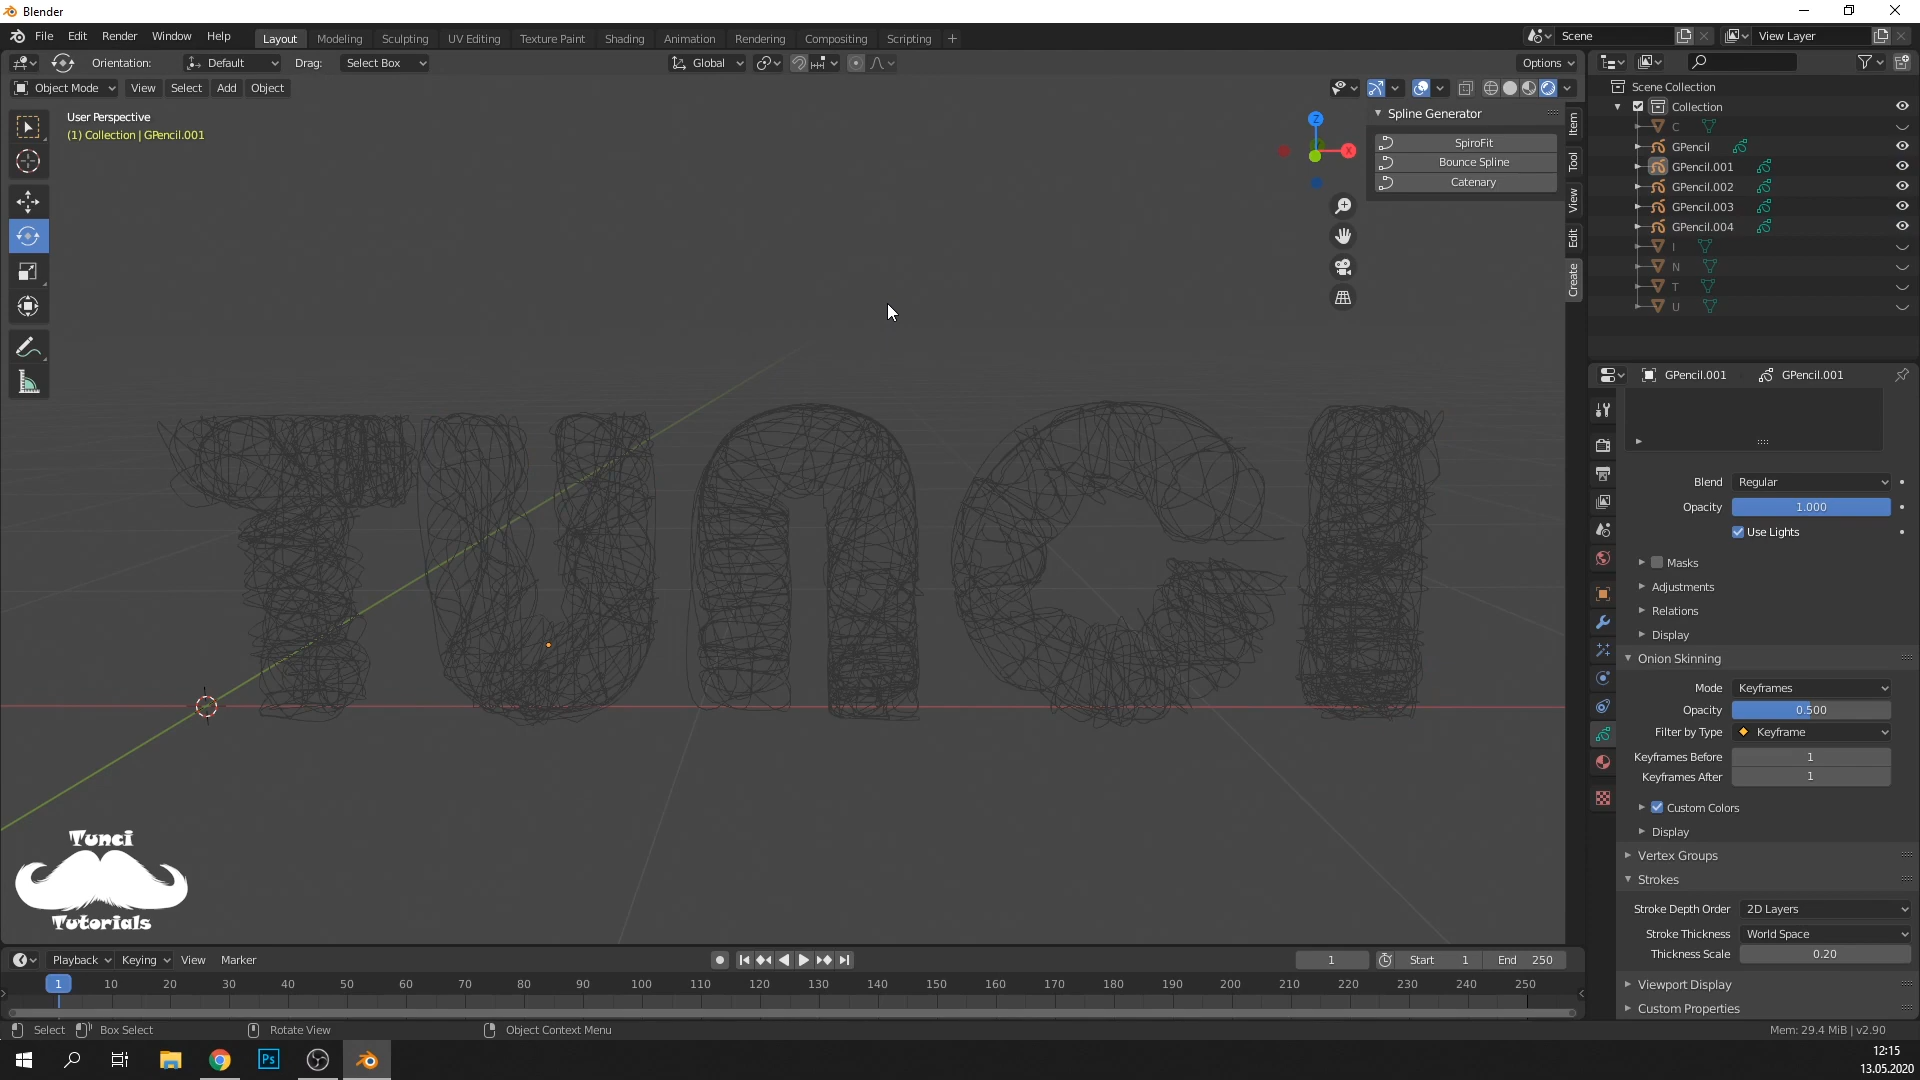 Blender
File Edit Render Window Help
Layout Modeling Sculpting UV Editing Texture Paint Shading Animation Rendering Compositing Scripting +
Scene
View Layer
Orientation: Default Drag: Select Box
Global
Options
Object Mode View Select Add Object
User Perspective
(1) Collection | GPencil.001
Z
X
Spline Generator
SpiroFit
Bounce Spline
Catenary
Item
Tool
View
Edit
Create
Scene Collection
Collection
C
GPencil
GPencil.001
GPencil.002
GPencil.003
GPencil.004
I
N
T
U
GPencil.001 GPencil.001
Blend Regular
Opacity 1.000
Use Lights
Masks
Adjustments
Relations
Display
Onion Skinning
Mode Keyframes
Opacity 0.500
Filter by Type Keyframe
Keyframes Before 1
Keyframes After 1
Custom Colors
Display
Vertex Groups
Strokes
Stroke Depth Order 2D Layers
Stroke Thickness World Space
Thickness Scale 0.20
Viewport Display
Custom Properties
TUNCI
Tunci
Tutorials
Playback Keying View Marker
1 Start 1 End 250
1 10 20 30 40 50 60 70 80 90 100 110 120 130 140 150 160 170 180 190 200 210 220 230 240 250
Select Box Select Rotate View Object Context Menu
Mem: 29.4 MiB | v2.90
Ps
12:15
13.05.2020